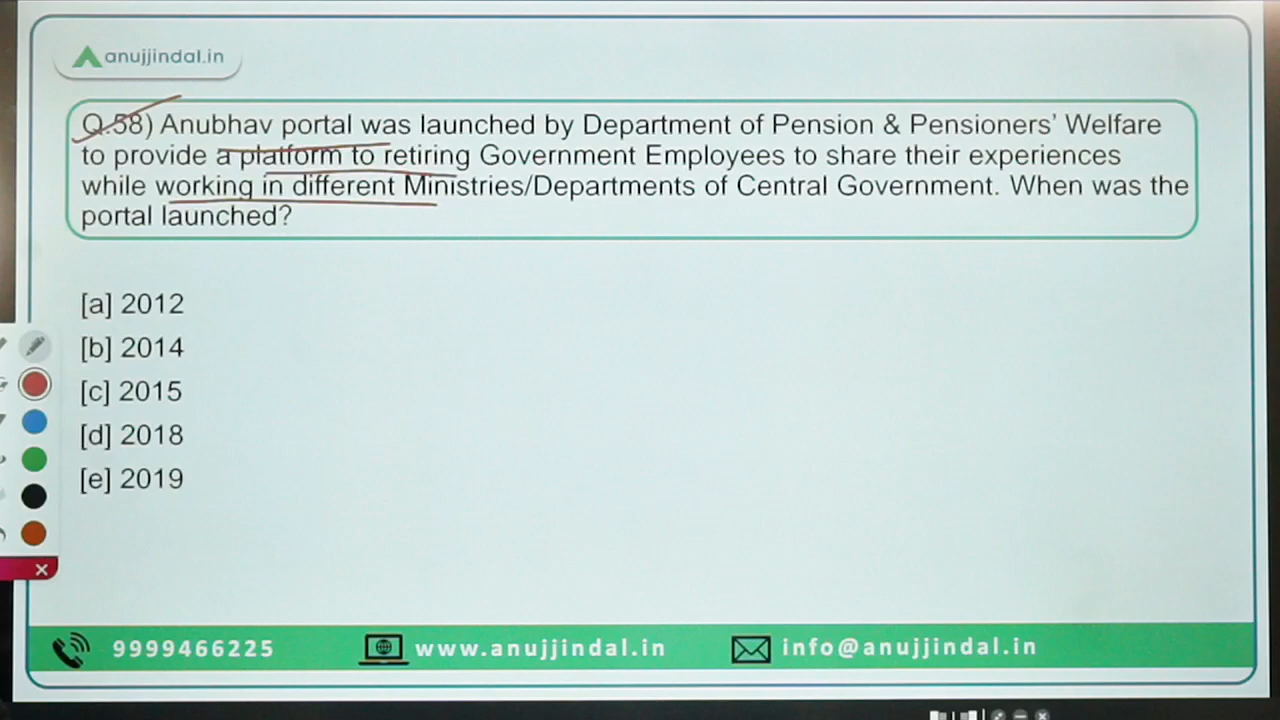 anujjindal.in
Q.58) Anubhav portal was launched by Department of Pension & Pensioners' Welfare
to provide a platform to retiring Government Employees to share their experiences
while working in different Ministries/Departments of Central Government. When was the
portal launched?
[a] 2012
[b] 2014
[c] 2015
[d] 2018
[e] 2019
9999466225 www.anujjindal.in info@anujjindal.in